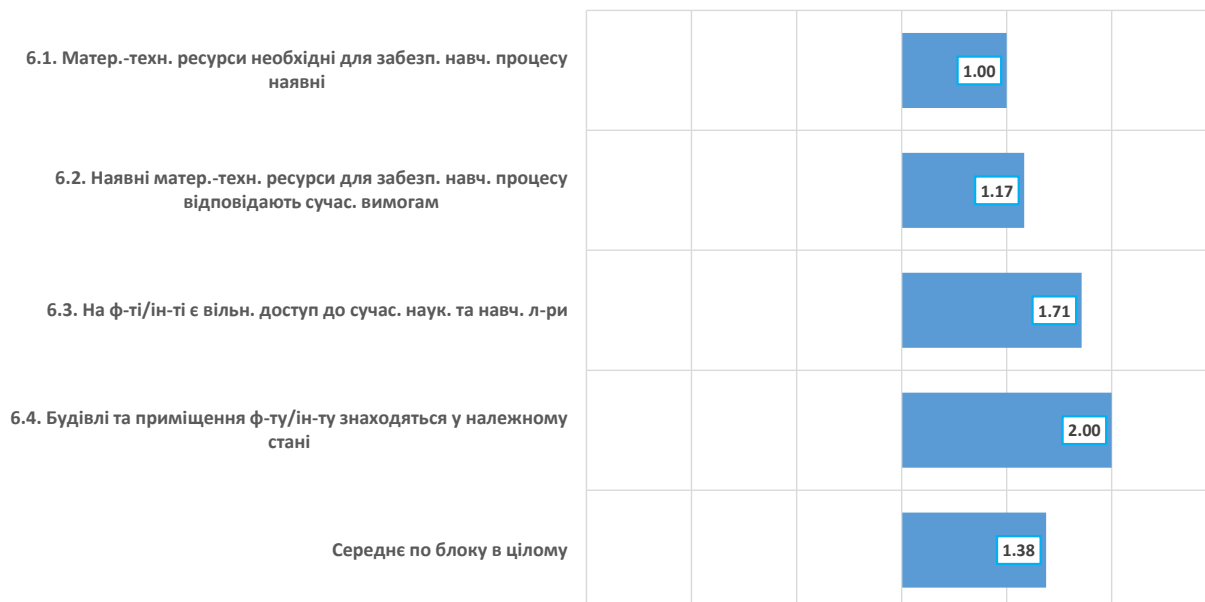 6.1. Матер.-техн. ресурси необхідні для забезп. навч. процесу
наявні
1.00
6.2. Наявні матер.-техн. ресурси для забезп. навч. процесу
відповідають сучас. вимогам
1.17
6.3. На ф-ті/ін-ті є вільн. доступ до сучас. наук. та навч. л-ри
1.71
6.4. Будівлі та приміщення ф-ту/ін-ту знаходяться у належному
стані
2.00
Середнє по блоку в цілому
1.38